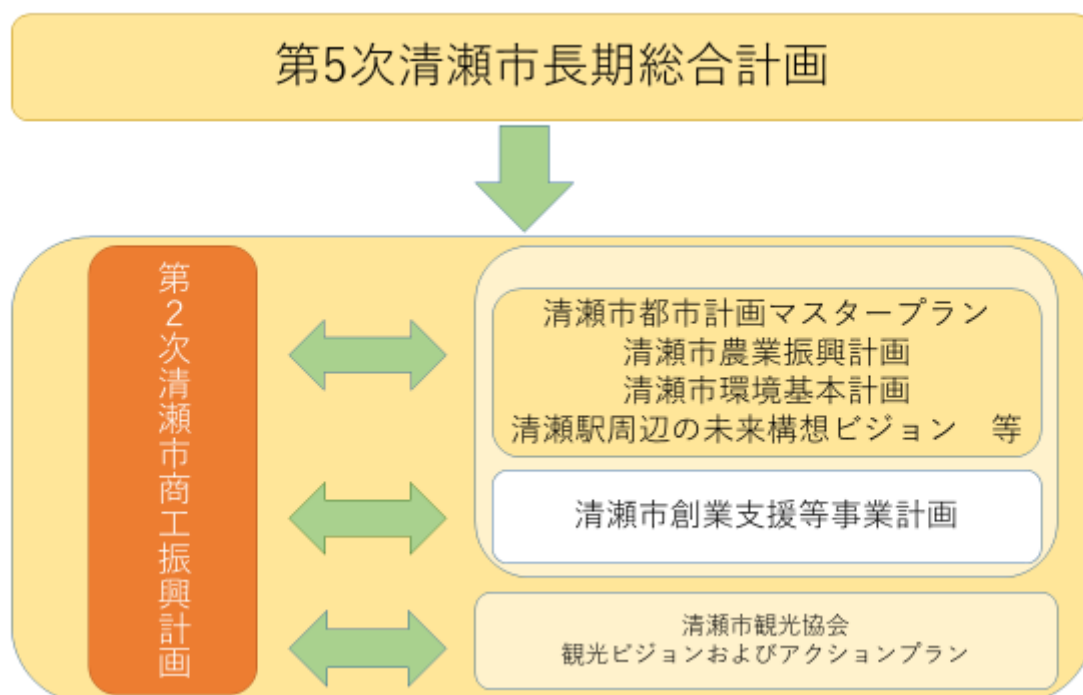 第5次清瀬市長期総合計画
第2次清瀬市商工振興計画
清瀬市都市計画マスタープラン
清瀬市農業振興計画
清瀬市環境基本計画
清瀬駅周辺の未来構想ビジョン　等
清瀬市創業支援等事業計画
清瀬市観光協会
観光ビジョンおよびアクションプラン